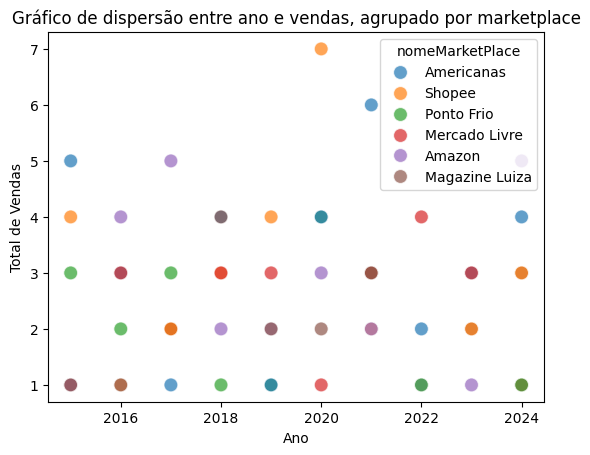 Gráfico de dispersão entre ano e vendas, agrupado por marketplace
Total de Vendas
7
6
5
4
3
2
1
nomeMarketPlace
Americanas
Shopee
Ponto Frio
Mercado Livre
Amazon
Magazine Luiza
2016 2018 2020 2022 2024
Ano